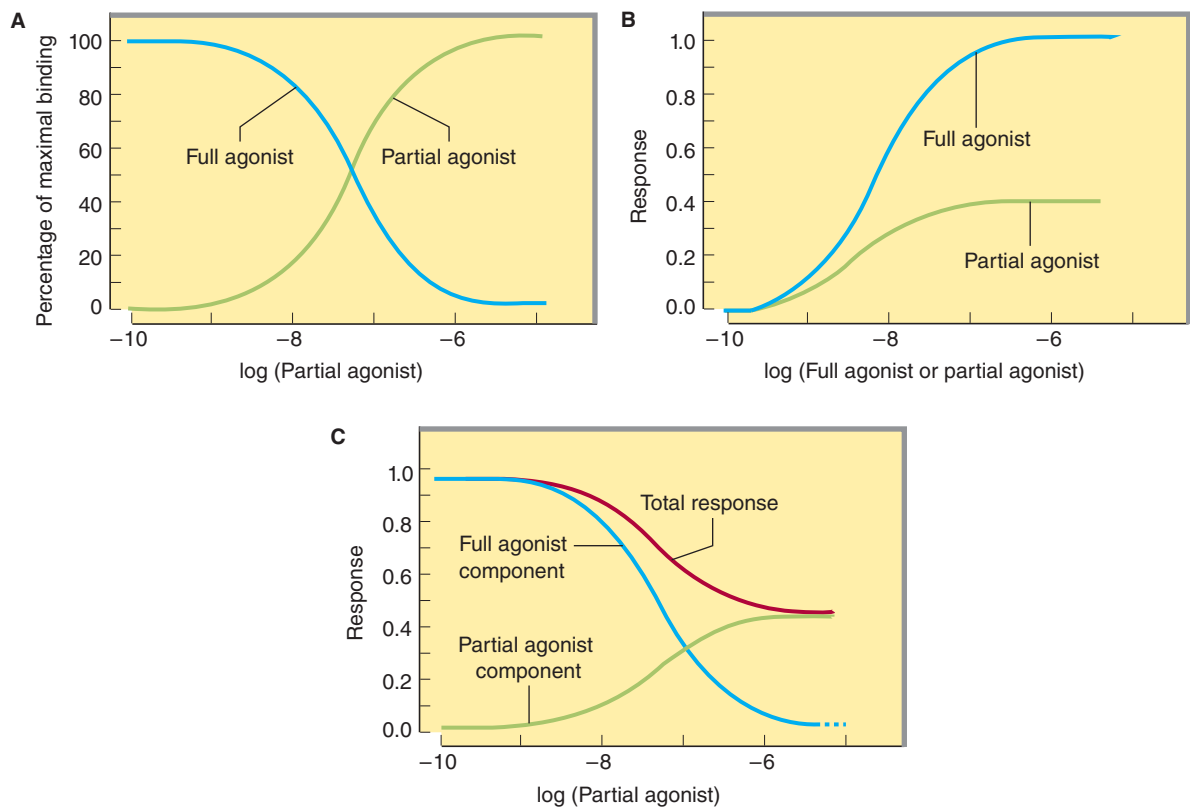 A
Percentage of maximal binding
100
80
60
40
20
0
Full agonist
Partial agonist
−10
−8
−6
log (Partial agonist)
B
Response
1.0
0.8
0.6
0.4
0.2
0.0
Full agonist
Partial agonist
−10
−8
−6
log (Full agonist or partial agonist)
C
Response
1.0
0.8
0.6
0.4
0.2
0.0
Total response
Full agonist
component
Partial agonist
component
−10
−8
−6
log (Partial agonist)